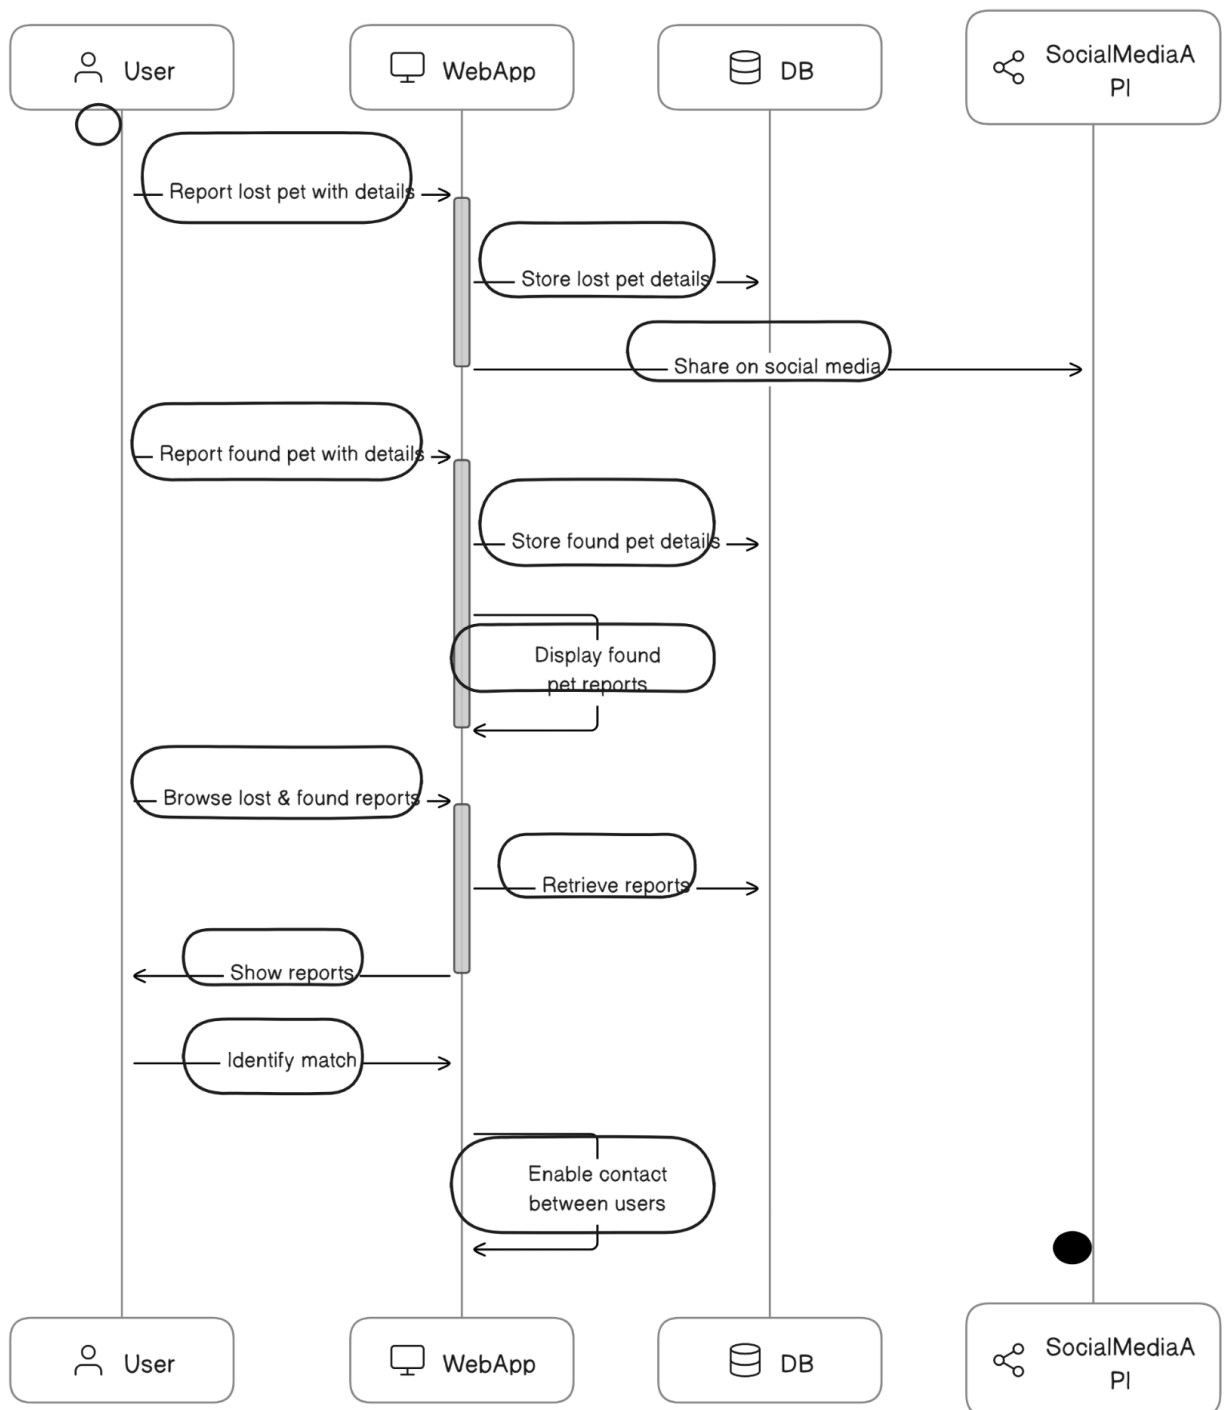 User
WebApp
DB
SocialMediaA
PI
Report lost pet with details
Store lost pet details
Share on social media
Report found pet with details
Store found pet details
Display found
pet reports
Browse lost & found reports
Retrieve reports
Show reports
Identify match
Enable contact
between users
User
WebApp
DB
SocialMediaA
PI